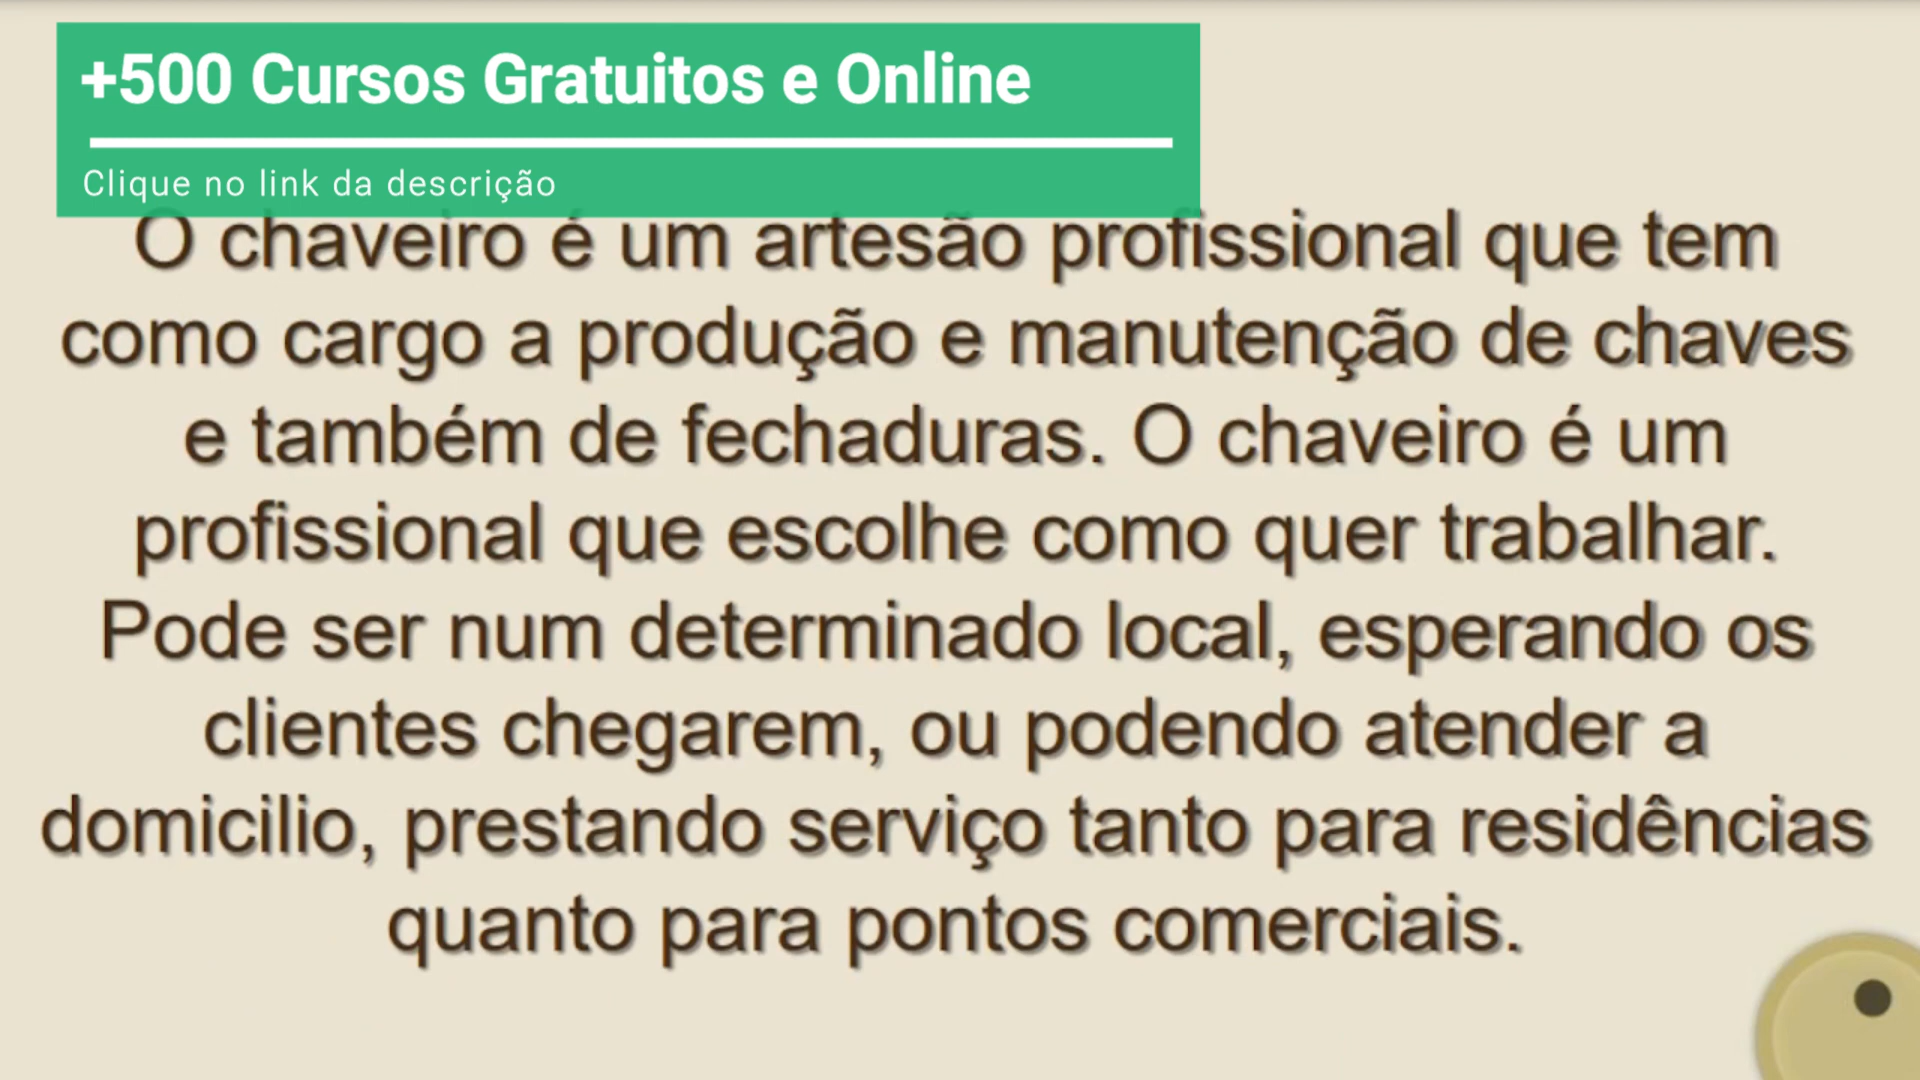 +500 Cursos Gratuitos e Online
Clique no link da descrição
O chaveiro é um artesão profissional que tem
como cargo a produção e manutenção de chaves
e também de fechaduras. O chaveiro é um
profissional que escolhe como quer trabalhar.
Pode ser num determinado local, esperando os
clientes chegarem, ou podendo atender a
domicilio, prestando serviço tanto para residências
quanto para pontos comerciais.